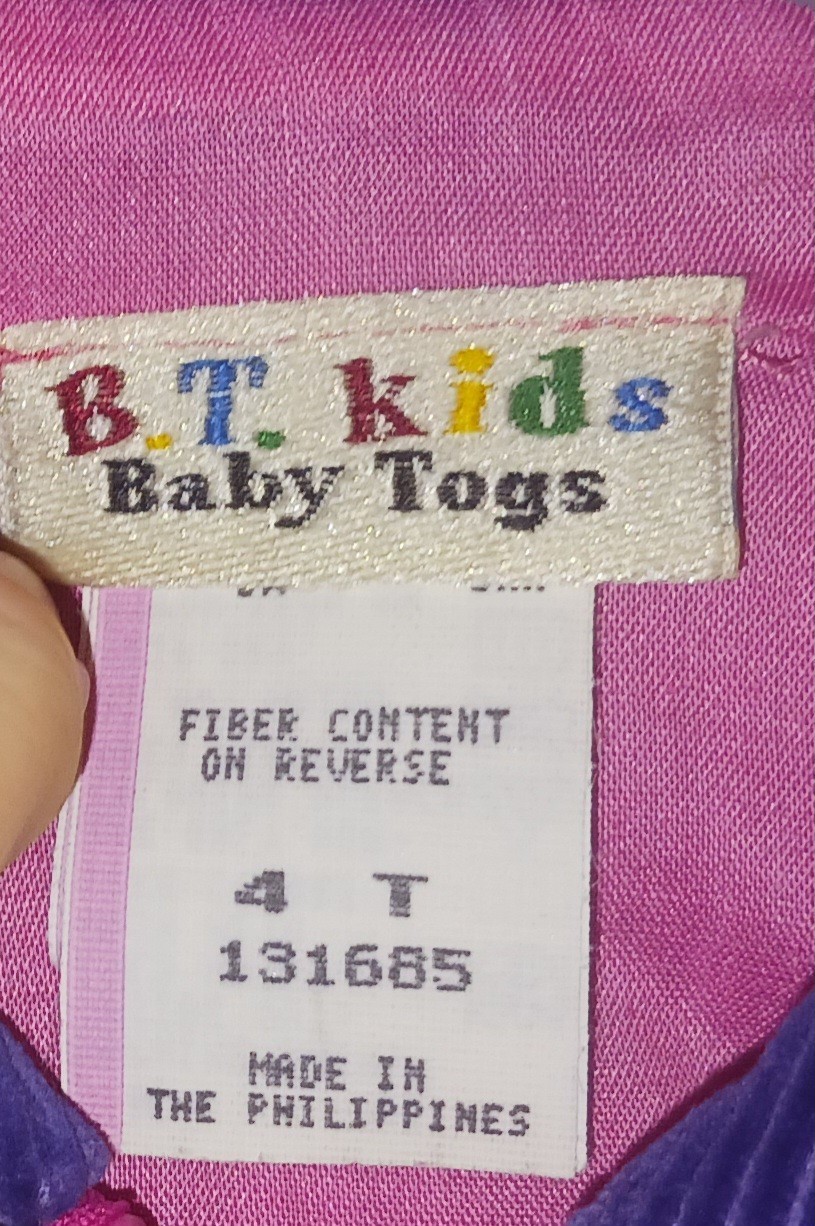 B.T. kids
Baby Togs
FIBER CONTENT
ON REVERSE
4 T
131685
MADE IN
THE PHILIPPINES